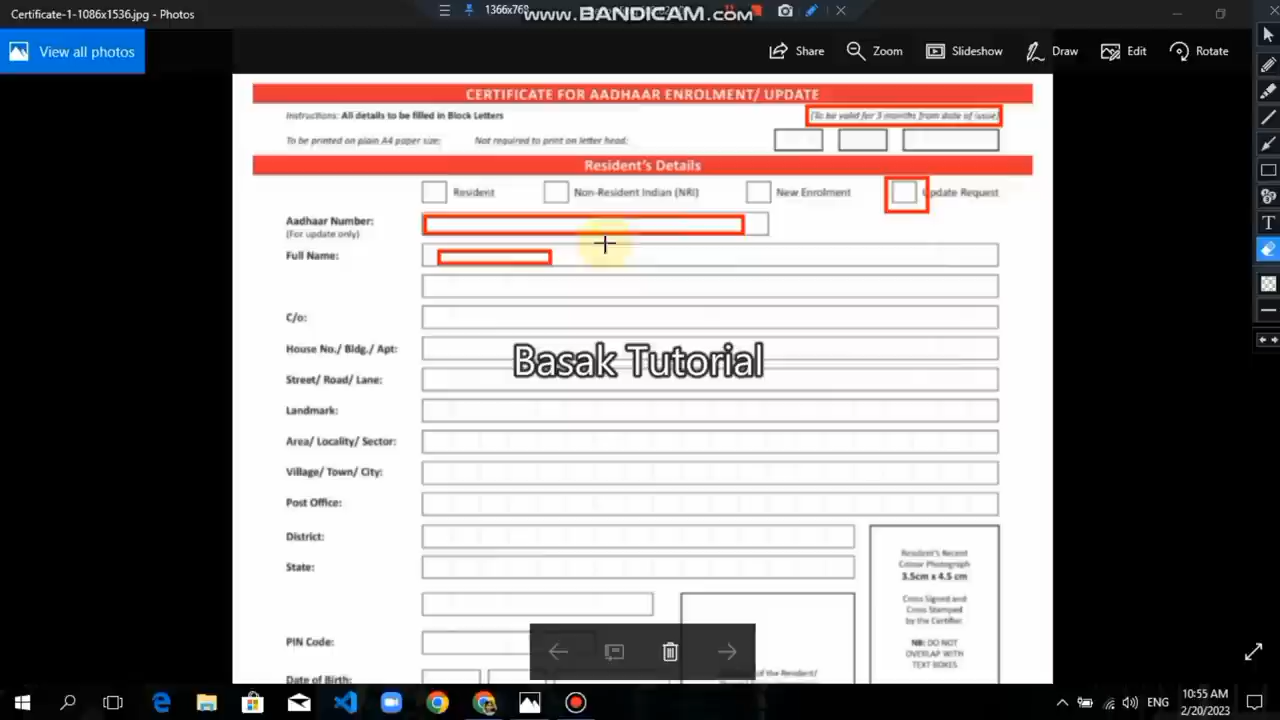 Certificate-1-1086x1536.jpg - Photos
1366x768
www.BANDICAM.com
View all photos
Share
Zoom
Slideshow
Draw
Edit
Rotate
CERTIFICATE FOR AADHAAR ENROLMENT/ UPDATE
Instructions: All details to be filled in Block Letters
(To be valid for 3 months from date of issue)
To be printed on plain A4 paper size; Not required to print on letter head;
Resident's Details
Resident
Non-Resident Indian (NRI)
New Enrolment
Update Request
Aadhaar Number:
(For update only)
Full Name:
C/o:
House No./ Bldg./ Apt:
Basak Tutorial
Street/ Road/ Lane:
Landmark:
Area/ Locality/ Sector:
Village/ Town/ City:
Post Office:
District:
State:
Resident's Recent
Colour Photograph
3.5cm x 4.5 cm
Cross Signed and
Cross Stamped
by the Certifier
NB: DO NOT
OVERLAP WITH
TEXT BOXES
PIN Code:
Date of Birth:
of the Resident/
ENG
10:55 AM
2/20/2023